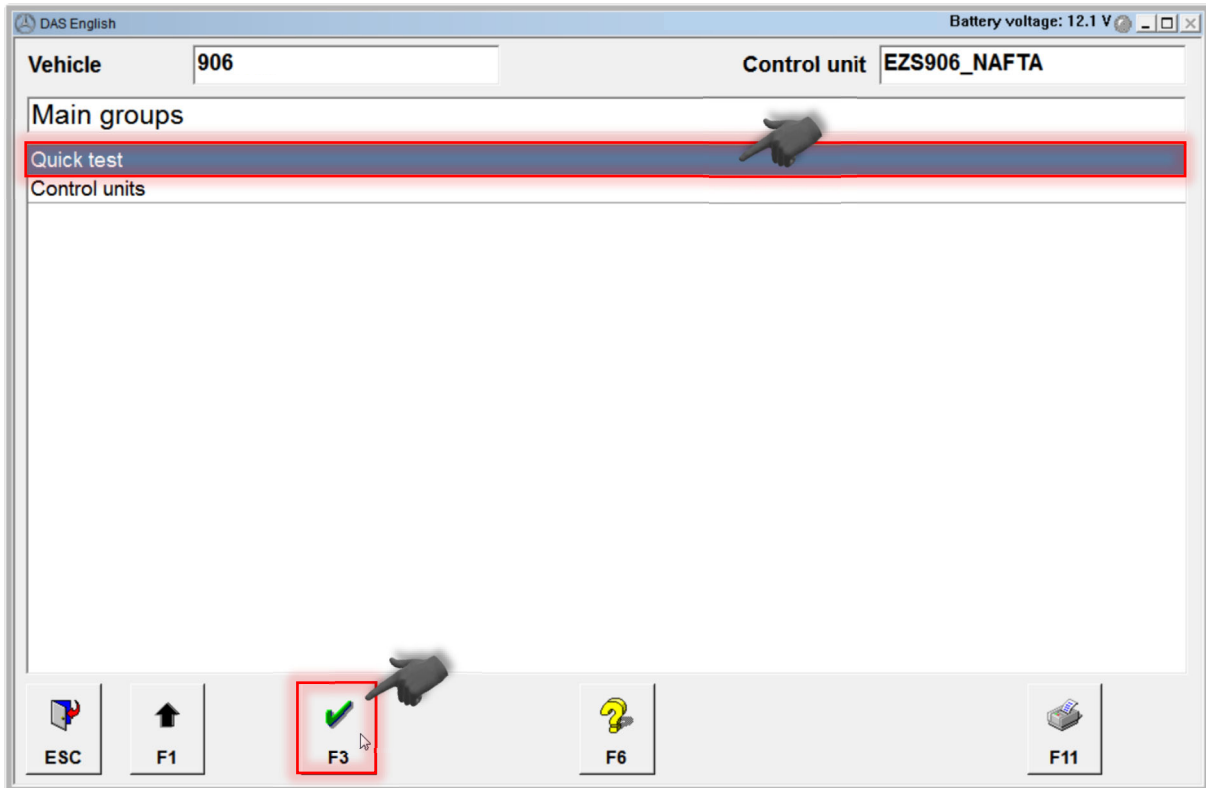 DAS English Battery voltage: 12.1 V
Vehicle 906 Control unit EZS906_NAFTA
Main groups
Quick test
Control units
ESC F1 F3 F6 F11